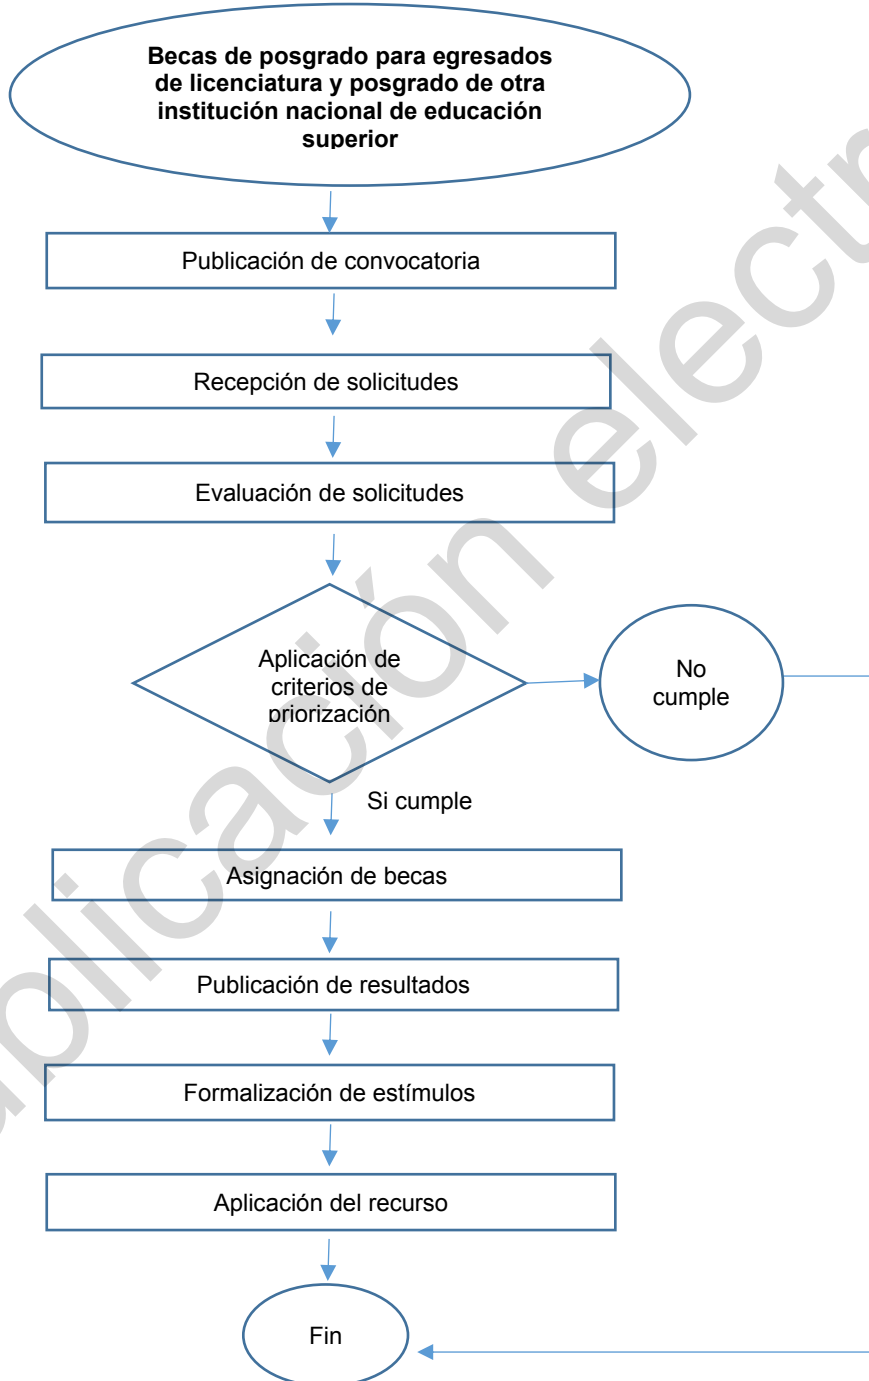 Becas de posgrado para egresados
de licenciatura y posgrado de otra
institución nacional de educación
superior
Publicación de convocatoria
Recepción de solicitudes
Evaluación de solicitudes
Aplicación de
criterios de
priorización
No
cumple
Si cumple
Asignación de becas
Publicación de resultados
Formalización de estímulos
Aplicación del recurso
Fin